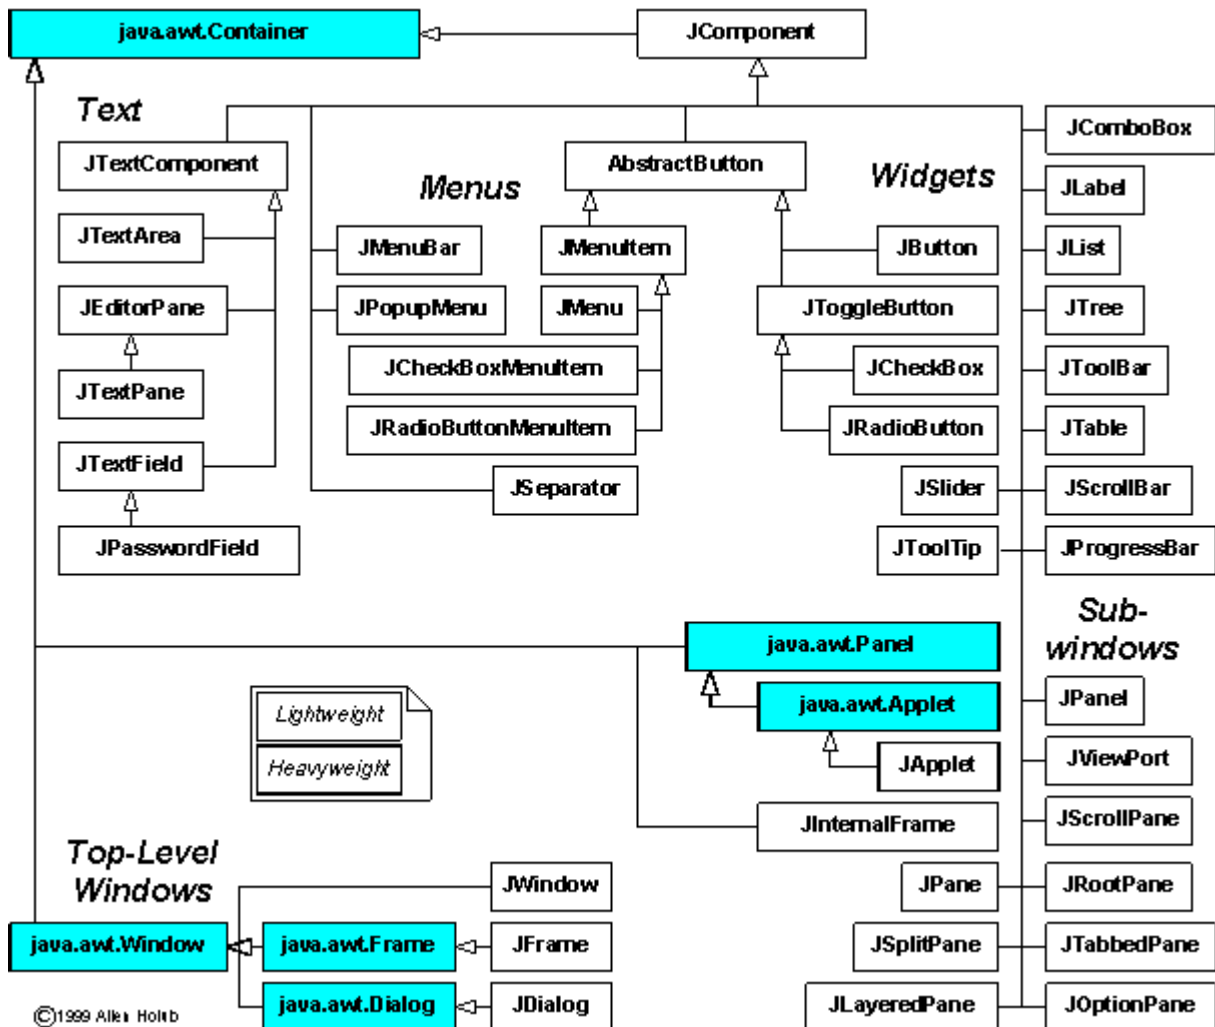 java.awt.Container
JComponent
Text
JComboBox
JTextComponent
AbstractButton
Menus
Widgets
JLabel
JTextArea
JMenuBar
JMenuItem
JButton
JList
JEditorPane
JPopupMenu
JMenu
JToggleButton
JTree
JCheckBoxMenuItem
JCheckBox
JToolBar
JTextPane
JRadioButtonMenuItem
JRadioButton
JTable
JTextField
JSeparator
JSlider
JScrollBar
JPasswordField
JToolTip
JProgressBar
Sub-
windows
java.awt.Panel
java.awt.Applet
JPanel
Lightweight
Heavyweight
JApplet
JViewPort
JInternalFrame
JScrollPane
Top-Level
Windows
JWindow
JPane
JRootPane
java.awt.Window
java.awt.Frame
JFrame
JSplitPane
JTabbedPane
java.awt.Dialog
JDialog
JLayeredPane
JOptionPane
©1999 Allen Holub